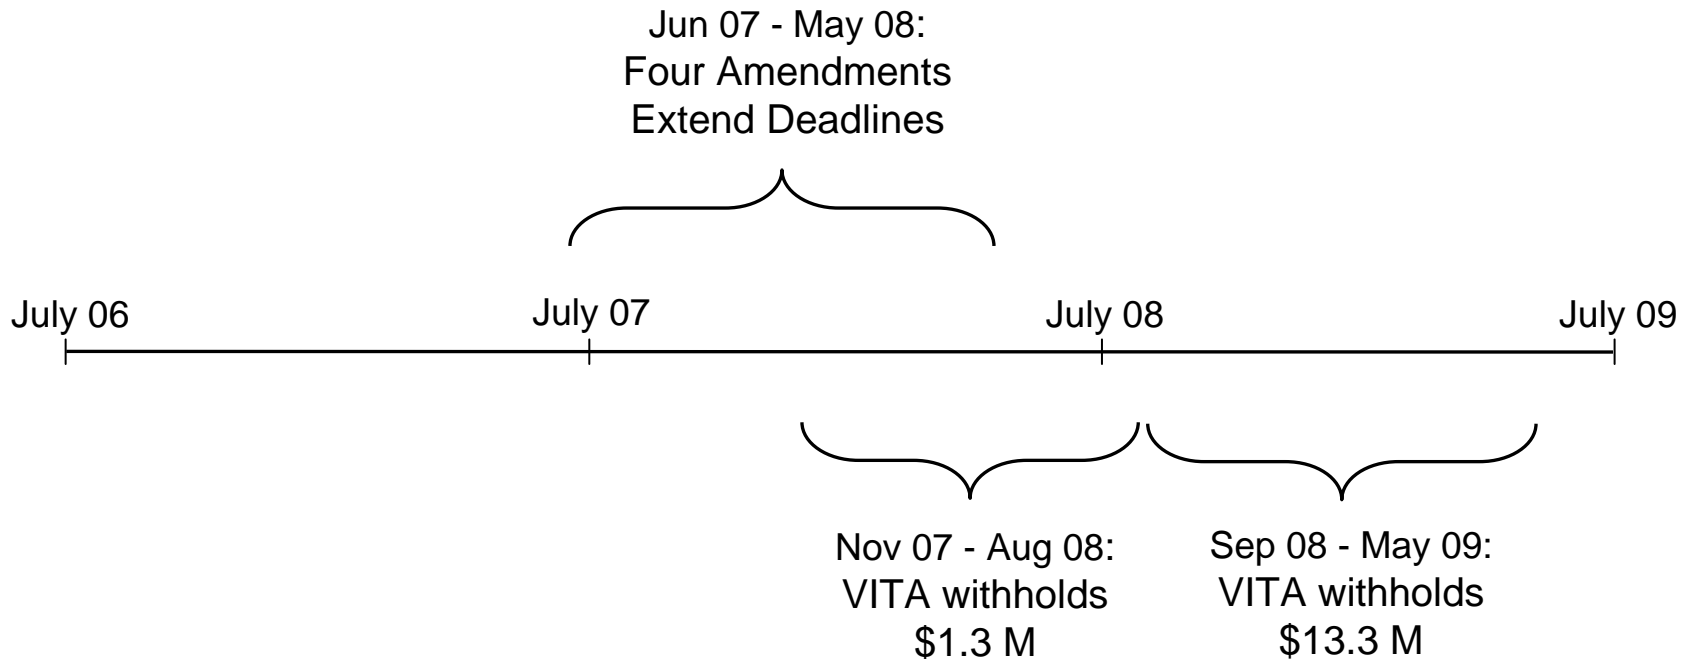 Jun 07 - May 08:
Four Amendments
Extend Deadlines
July 06
July 07
July 08
July 09
Nov 07 - Aug 08:
VITA withholds
$1.3 M
Sep 08 - May 09:
VITA withholds
$13.3 M